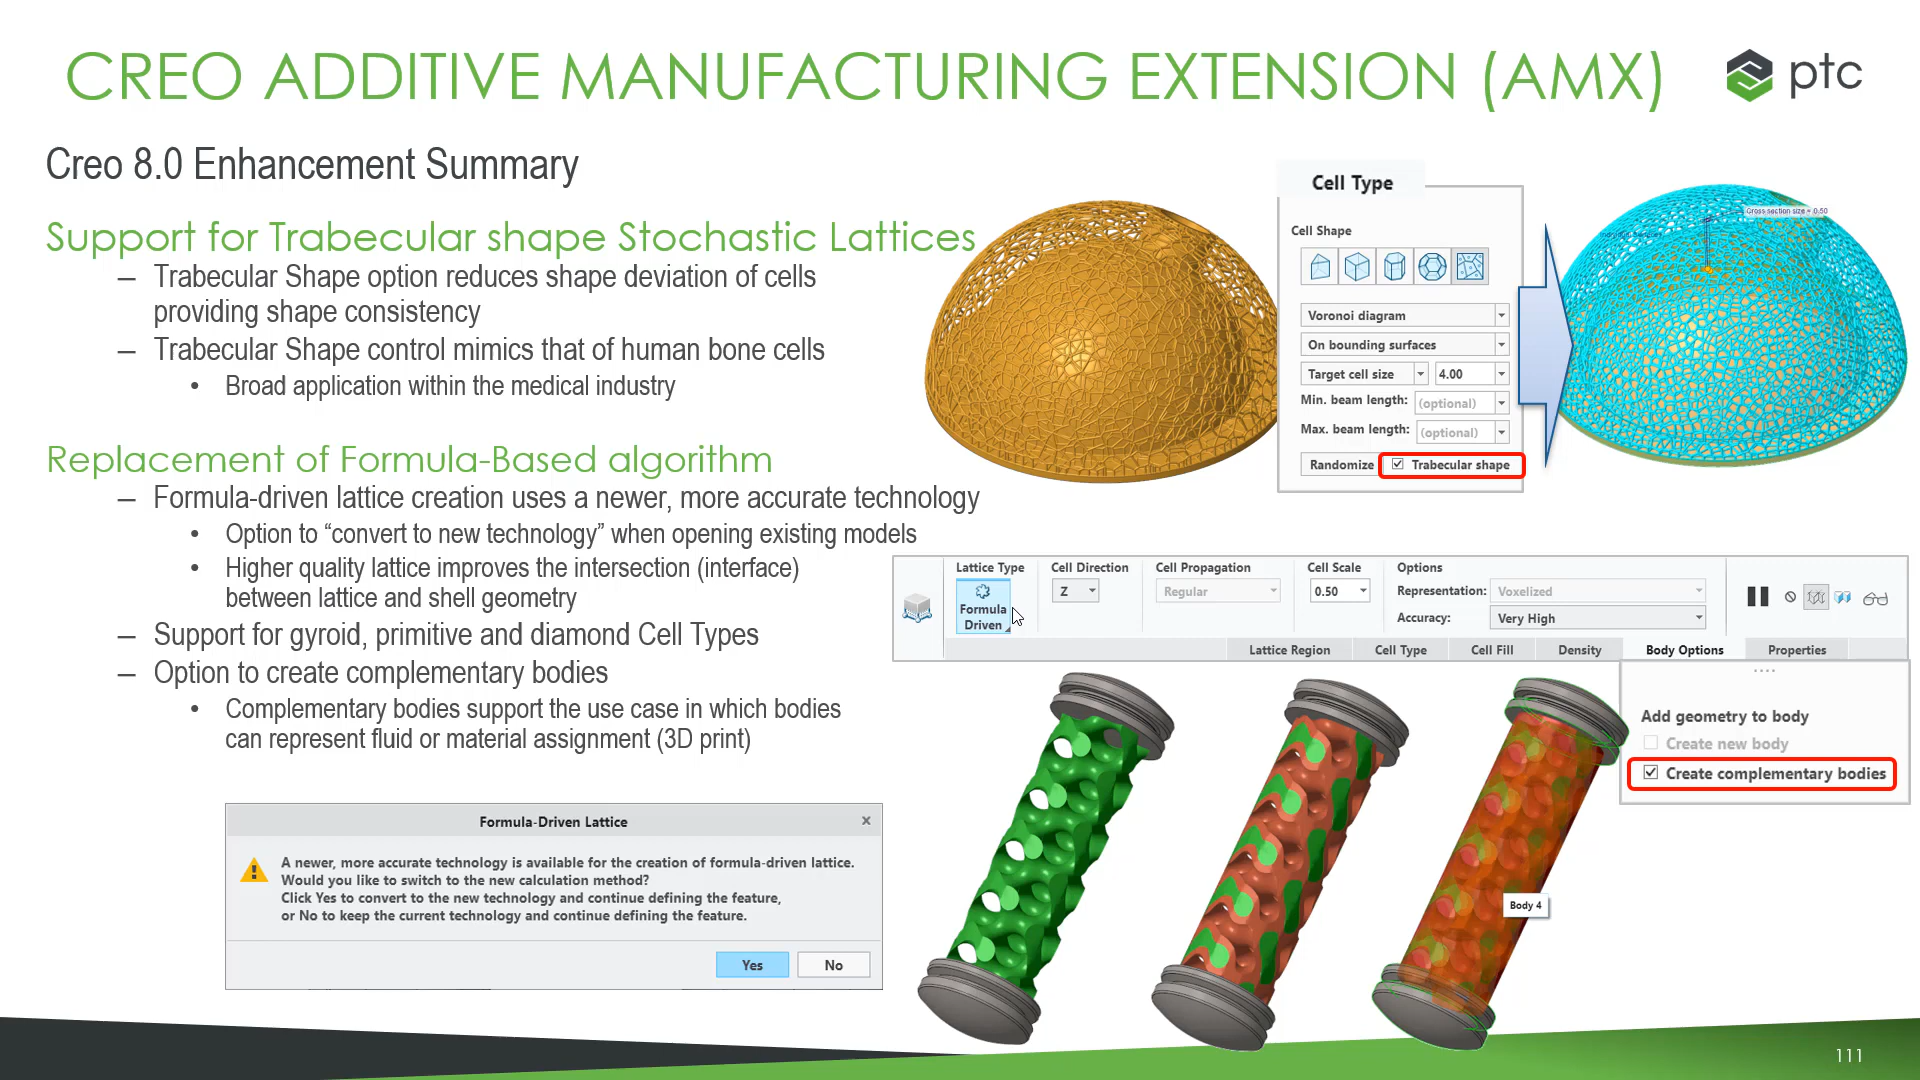 CREO ADDITIVE MANUFACTURING EXTENSION (AMX)
ptc
Creo 8.0 Enhancement Summary
Support for Trabecular shape Stochastic Lattices
– Trabecular Shape option reduces shape deviation of cells
providing shape consistency
– Trabecular Shape control mimics that of human bone cells
• Broad application within the medical industry
Replacement of Formula-Based algorithm
– Formula-driven lattice creation uses a newer, more accurate technology
• Option to “convert to new technology” when opening existing models
• Higher quality lattice improves the intersection (interface)
between lattice and shell geometry
– Support for gyroid, primitive and diamond Cell Types
– Option to create complementary bodies
• Complementary bodies support the use case in which bodies
can represent fluid or material assignment (3D print)
Cell Type
Cell Shape
Voronoi diagram
On bounding surfaces
Target cell size 4.00
Min. beam length: (optional)
Max. beam length: (optional)
Randomize Trabecular shape
Cross section size = 0.50
Lattice Type Cell Direction Cell Propagation Cell Scale Options
Formula
Driven
Z Regular 0.50
Representation: Voxelized
Accuracy: Very High
Lattice Region Cell Type Cell Fill Density Body Options Properties
Add geometry to body
Create new body
Create complementary bodies
Body 4
Formula-Driven Lattice x
A newer, more accurate technology is available for the creation of formula-driven lattice.
Would you like to switch to the new calculation method?
Click Yes to convert to the new technology and continue defining the feature,
or No to keep the current technology and continue defining the feature.
Yes No
111